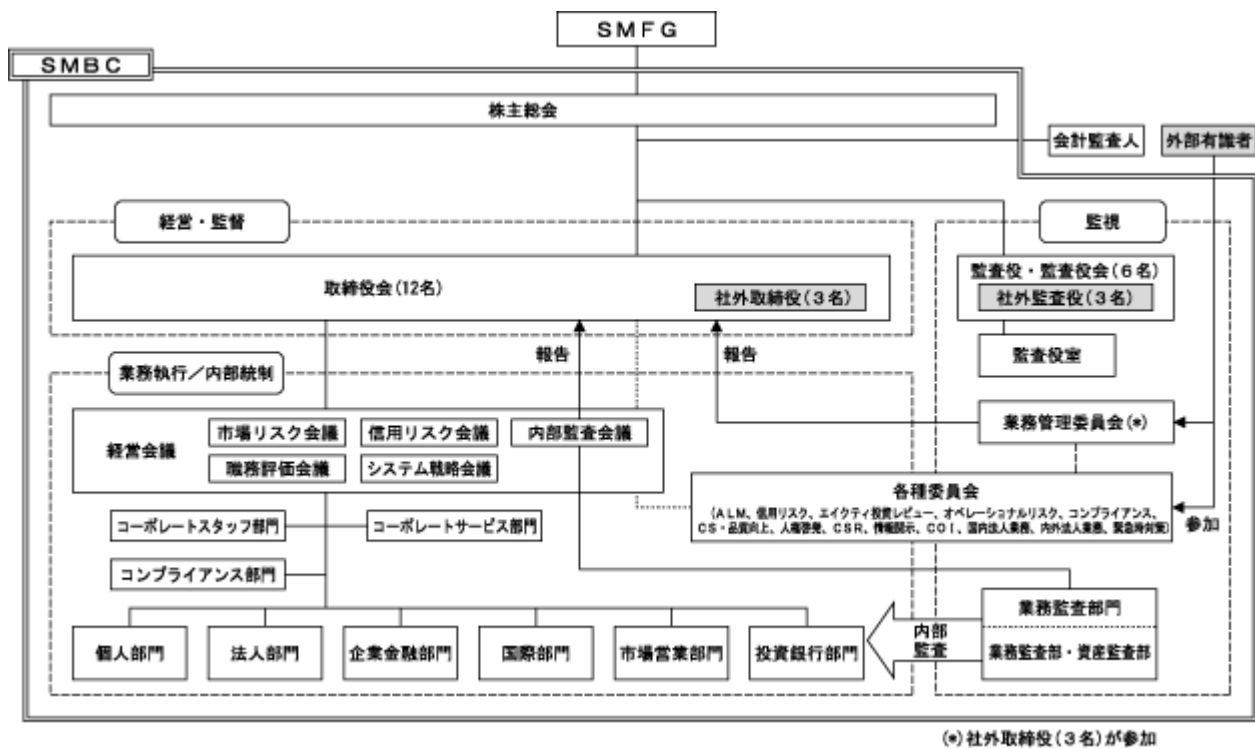 SMFG
SMBC
株主総会
会計監査人
外部有識者
経営・監督
監視
取締役会(12名)
社外取締役(3名)
監査役・監査役会(6名)
社外監査役(3名)
監査役室
報告
報告
業務執行/内部統制
経営会議
市場リスク会議
信用リスク会議
内部監査会議
職務評価会議
システム戦略会議
業務管理委員会(*)
各種委員会
(ALM、信用リスク、エクイティ投資レビュー、オペレーショナルリスク、コンプライアンス、
CS・品質向上、人権啓発、CSR、情報開示、COI、国内法人業務、内外法人業務、緊急時対策)
参加
コーポレートスタッフ部門
コーポレートサービス部門
コンプライアンス部門
個人部門
法人部門
企業金融部門
国際部門
市場営業部門
投資銀行部門
内部
監査
業務監査部門
業務監査部・資産監査部
(*)社外取締役(3名)が参加